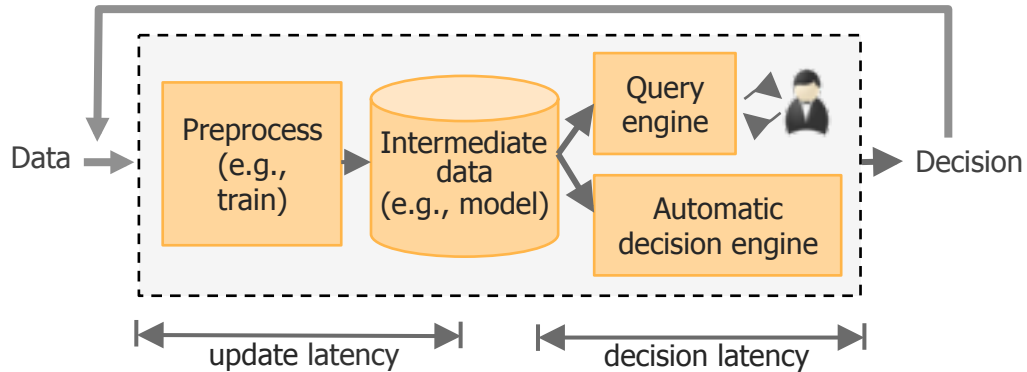 Data
Preprocess
(e.g.,
train)
Intermediate
data
(e.g., model)
Query
engine
Automatic
decision engine
Decision
update latency
decision latency